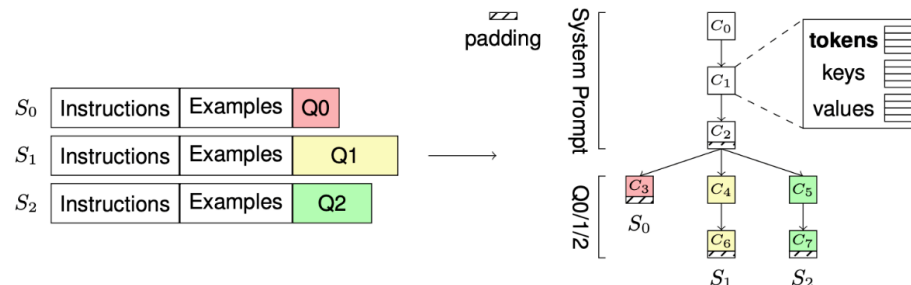 S0 Instructions Examples Q0
S1 Instructions Examples Q1
S2 Instructions Examples Q2
padding
System Prompt
Q0/1/2
C0
C1
C2
C3 C4 C5
S0
C6 C7
S1 S2
tokens
keys
values